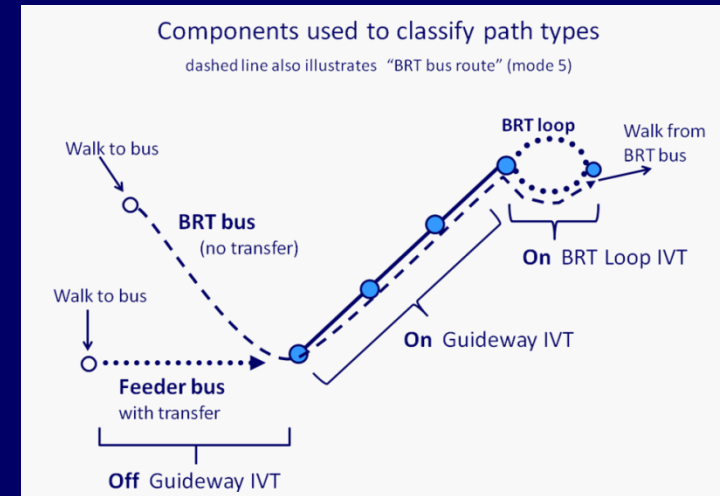 Components used to classify path types
dashed line also illustrates “BRT bus route” (mode 5)
BRT loop
Walk from
BRT bus
Walk to bus
BRT bus
(no transfer)
On BRT Loop IVT
Walk to bus
On Guideway IVT
Feeder bus
with transfer
Off Guideway IVT